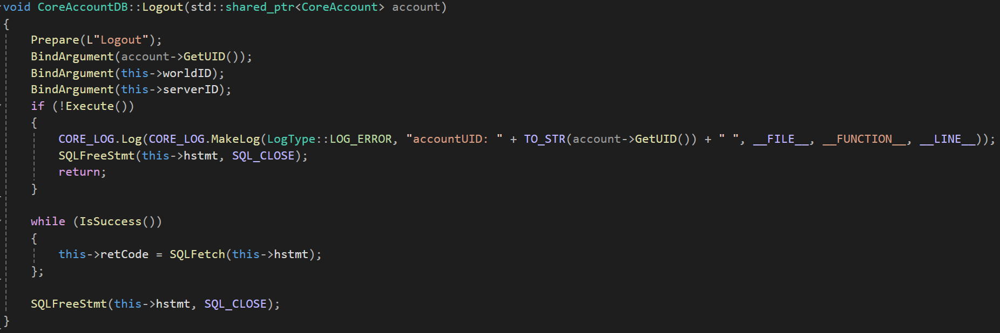 void CoreAccountDB::Logout(std::shared_ptr<CoreAccount> account)
{
    Prepare(L"Logout");
    BindArgument(account->GetUID());
    BindArgument(this->worldID);
    BindArgument(this->serverID);
    if (!Execute())
    {
        CORE_LOG.Log(CORE_LOG.MakeLog(LogType::LOG_ERROR, "accountUID: " + TO_STR(account->GetUID()) + " ", __FILE__, __FUNCTION__, __LINE__));
        SQLFreeStmt(this->hstmt, SQL_CLOSE);
        return;
    }

    while (IsSuccess())
    {
        this->retCode = SQLFetch(this->hstmt);
    };

    SQLFreeStmt(this->hstmt, SQL_CLOSE);
}